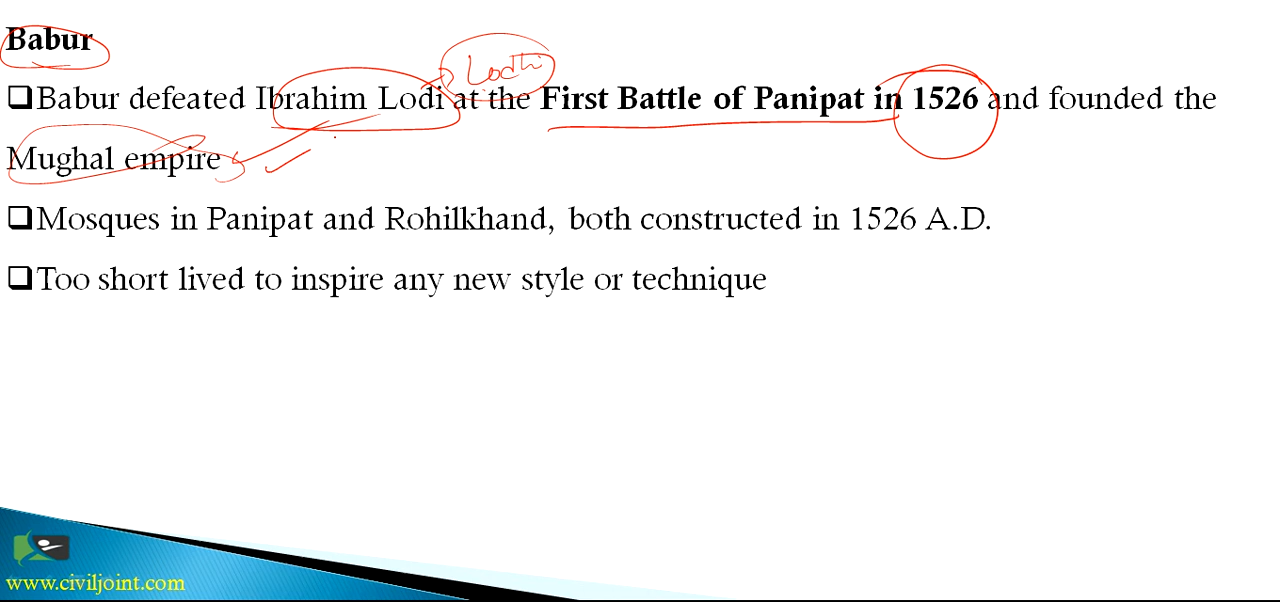 Babur
Lodhi
❑Babur defeated Ibrahim Lodi at the First Battle of Panipat in 1526 and founded the
Mughal empire
❑Mosques in Panipat and Rohilkhand, both constructed in 1526 A.D.
❑Too short lived to inspire any new style or technique
www.civiljoint.com